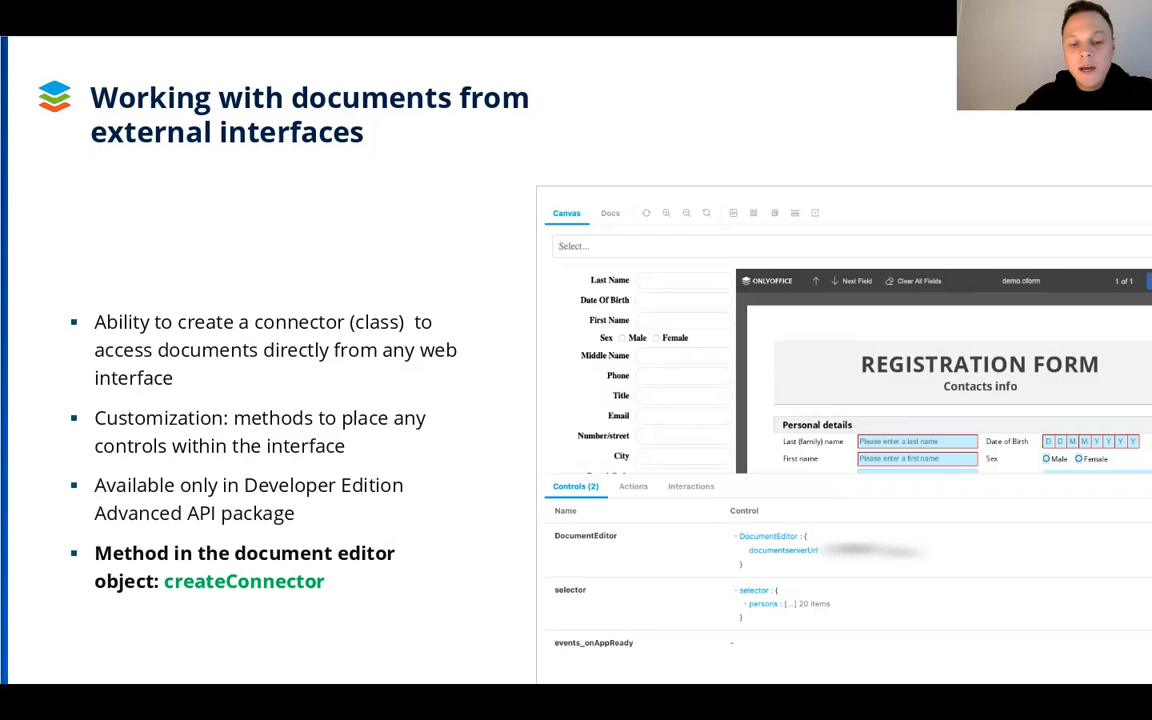 Working with documents from
external interfaces
Ability to create a connector (class) to
access documents directly from any web
interface
Customization: methods to place any
controls within the interface
Available only in Developer Edition
Advanced API package
Method in the document editor
object: createConnector
Canvas Docs
Select...
Last Name
Date Of Birth
First Name
Sex Male Female
Middle Name
Phone
Title
Email
Number/street
City
ONLYOFFICE Next Field Clear All Fields demo.oform 1 of 1
REGISTRATION FORM
Contacts info
Personal details
Last (family) name Please enter a last name Date of Birth D D M M Y Y Y Y
First name Please enter a first name Sex Male Female
Controls (2) Actions Interactions
Name Control
DocumentEditor - DocumentEditor : {
documentserverUrl :
}
selector - selector : {
persons : [...] 20 items
}
events_onAppReady -